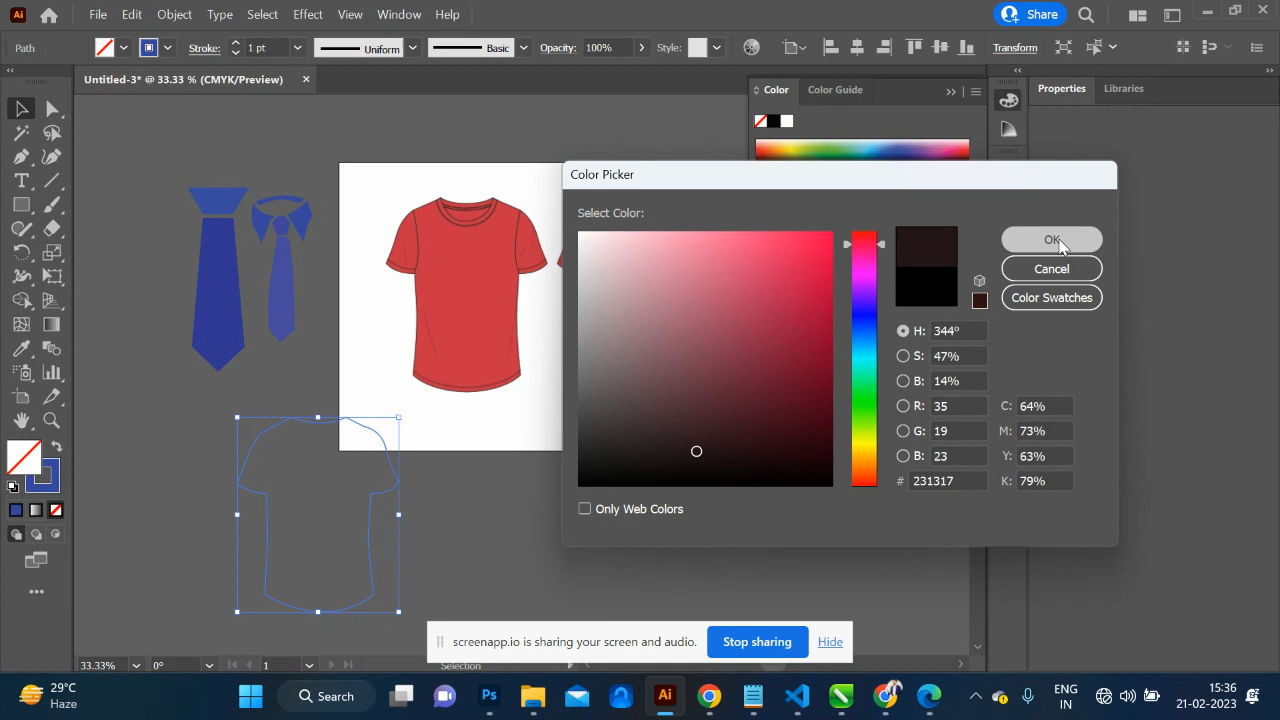 Ai File Edit Object Type Select Effect View Window Help Share
Path Stroke: 1 pt Uniform Basic Opacity: 100% Style: Transform
Untitled-3* @ 33.33 % (CMYK/Preview) ×
Color Color Guide
Properties Libraries
Color Picker
Select Color:
OK
Cancel
Color Swatches
H: 344º
S: 47%
B: 14%
R: 35 C: 64%
G: 19 M: 73%
B: 23 Y: 63%
# 231317 K: 79%
Only Web Colors
T
screenapp.io is sharing your screen and audio. Stop sharing Hide
33.33% 0° 1 Selection
29°C
Haze
Search
Ps
Ai
ENG
IN
15:36
21-02-2023